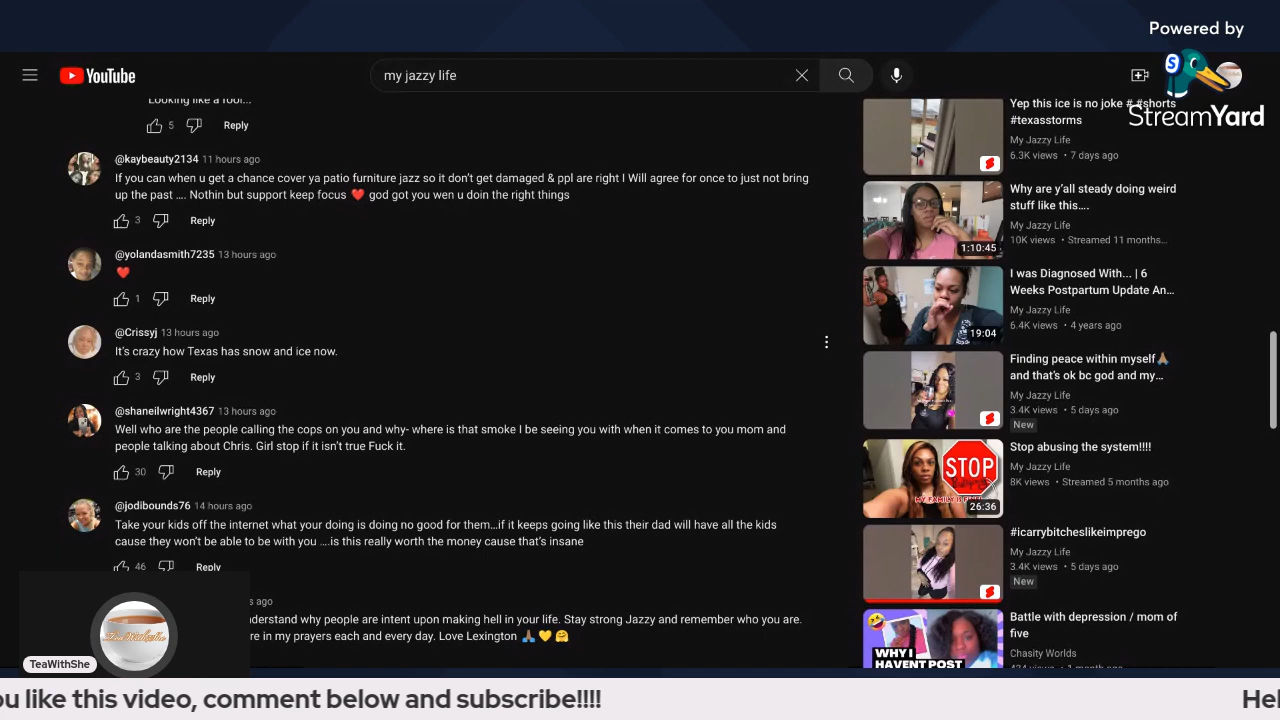 Powered by
StreamYard
YouTube
my jazzy life
Looking like a fool...
5
Reply
@kaybeauty2134 11 hours ago
If you can when u get a chance cover ya patio furniture jazz so it don't get damaged & ppl are right I Will agree for once to just not bring
up the past .... Nothin but support keep focus ❤️ god got you wen u doin the right things
3
Reply
@yolandasmith7235 13 hours ago
❤️
1
Reply
@Crissyj 13 hours ago
It's crazy how Texas has snow and ice now.
3
Reply
@shaneilwright4367 13 hours ago
Well who are the people calling the pops on you and why- where is that smoke I be seeing you with when it comes to you mom and
people talking about Chris. Girl stop if it isn't true Fuck it.
30
Reply
@jodibounds76 14 hours ago
Take your kids off the internet what your doing is doing no good for them...if it keeps going like this their dad will have all the kids
cause they won't be able to be with you ....is this really worth the money cause that's insane
46
Reply
s ago
understand why people are intent upon making hell in your life. Stay strong Jazzy and remember who you are.
re in my prayers each and every day. Love Lexington 🙏🏽 💛 🤗
Yep this ice is no joke # #shorts
#texasstorms
My Jazzy Life
6.3K views • 7 days ago
Why are y'all steady doing weird
stuff like this....
10K views • Streamed 11 months...
1:10:45
I was Diagnosed With... | 6
Weeks Postpartum Update An...
My Jazzy Life
6.4K views • 4 years ago
19:04
Finding peace within myself🙏🏽
and that's ok bc god and my...
My Jazzy Life
3.4K views • 5 days ago
New
Stop abusing the system!!!!
My Jazzy Life
8K views • Streamed 5 months ago
STOP
26:36
#icarrybitcheslikeimprego
My Jazzy Life
3.4K views • 5 days ago
New
Battle with depression / mom of
five
Chasity Worlds
WHY I
HAVENT POST
TeaWithShe
ou like this video, comment below and subscribe!!!!
Hel